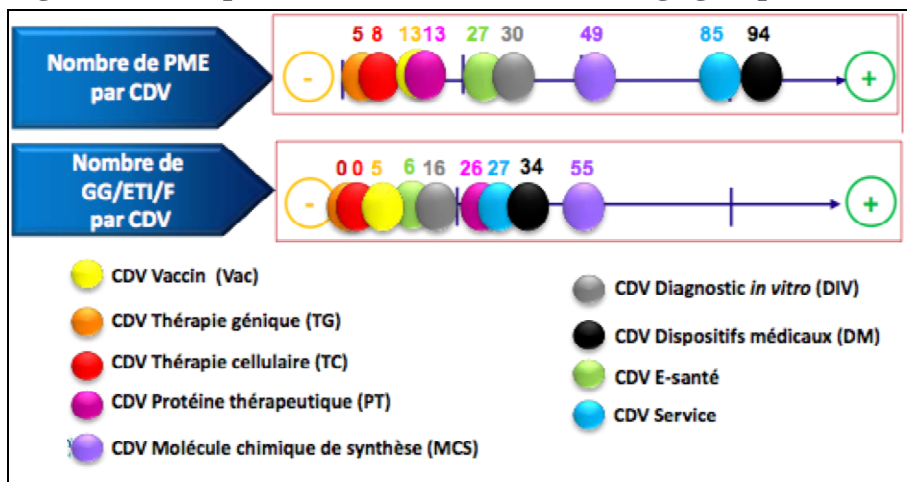 Nombre de PME
par CDV
5 8 13 13 27 30 49 85 94
- +
Nombre de
GG/ETI/F
par CDV
0 0 5 6 16 26 27 34 55
- +
CDV Vaccin (Vac)
CDV Thérapie génique (TG)
CDV Thérapie cellulaire (TC)
CDV Protéine thérapeutique (PT)
CDV Molécule chimique de synthèse (MCS)
CDV Diagnostic in vitro (DIV)
CDV Dispositifs médicaux (DM)
CDV E-santé
CDV Service